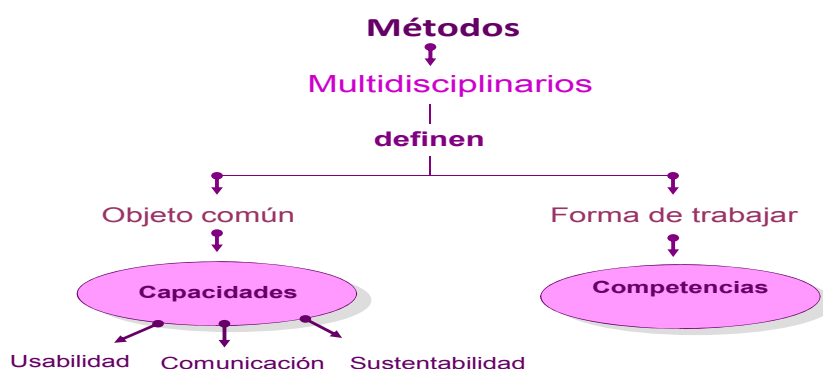 Métodos
Multidisciplinarios
definen
Objeto común
Forma de trabajar
Capacidades
Competencias
Usabilidad
Comunicación
Sustentabilidad